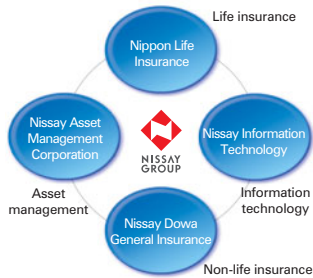 Life insurance
Nippon Life
Insurance
Nissay Asset
Management
Corporation
NISSAY
GROUP
Nissay Information
Technology
Asset
management
Information
technology
Nissay Dowa
General Insurance
Non-life insurance